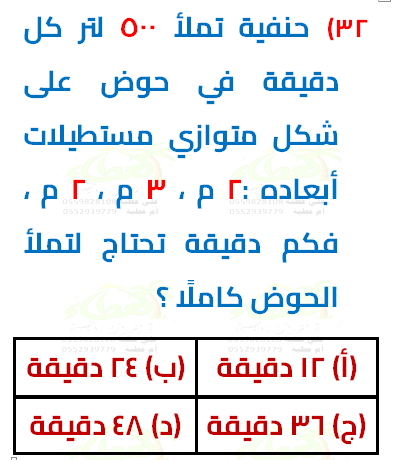 ٣٢) حنفية تملأ ٥٠٠ لتر كل
دقيقة في حوض على
شكل متوازي مستطيلات
أبعاده :٢ م ، ٣ م ، ٢ م ،
فكم دقيقة تحتاج لتملأ
الحوض كاملًا ؟
(أ) ١٢ دقيقة (ب) ٢٤ دقيقة
(ج) ٣٦ دقيقة (د) ٤٨ دقيقة